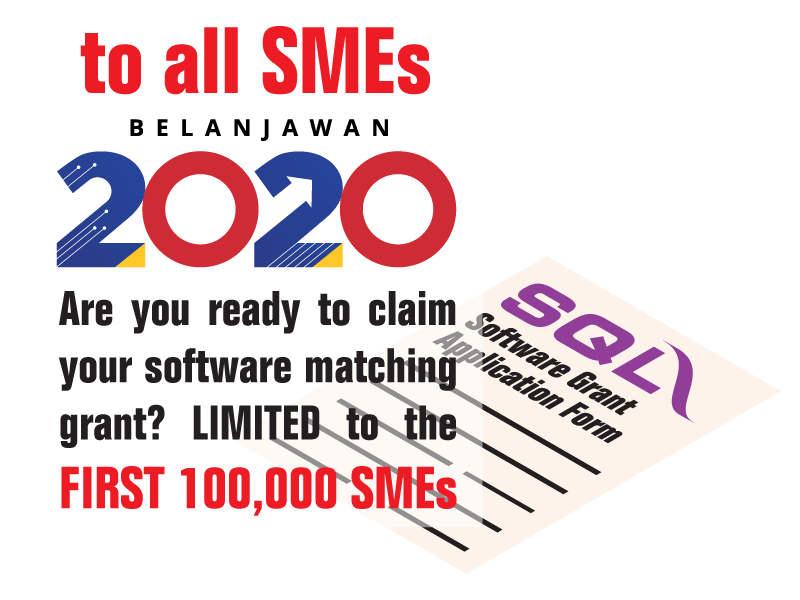 to all SMEs
BELANJAWAN
2020
Are you ready to claim
your software matching
grant? LIMITED to the
FIRST 100,000 SMEs
SQL
Software Grant
Application Form